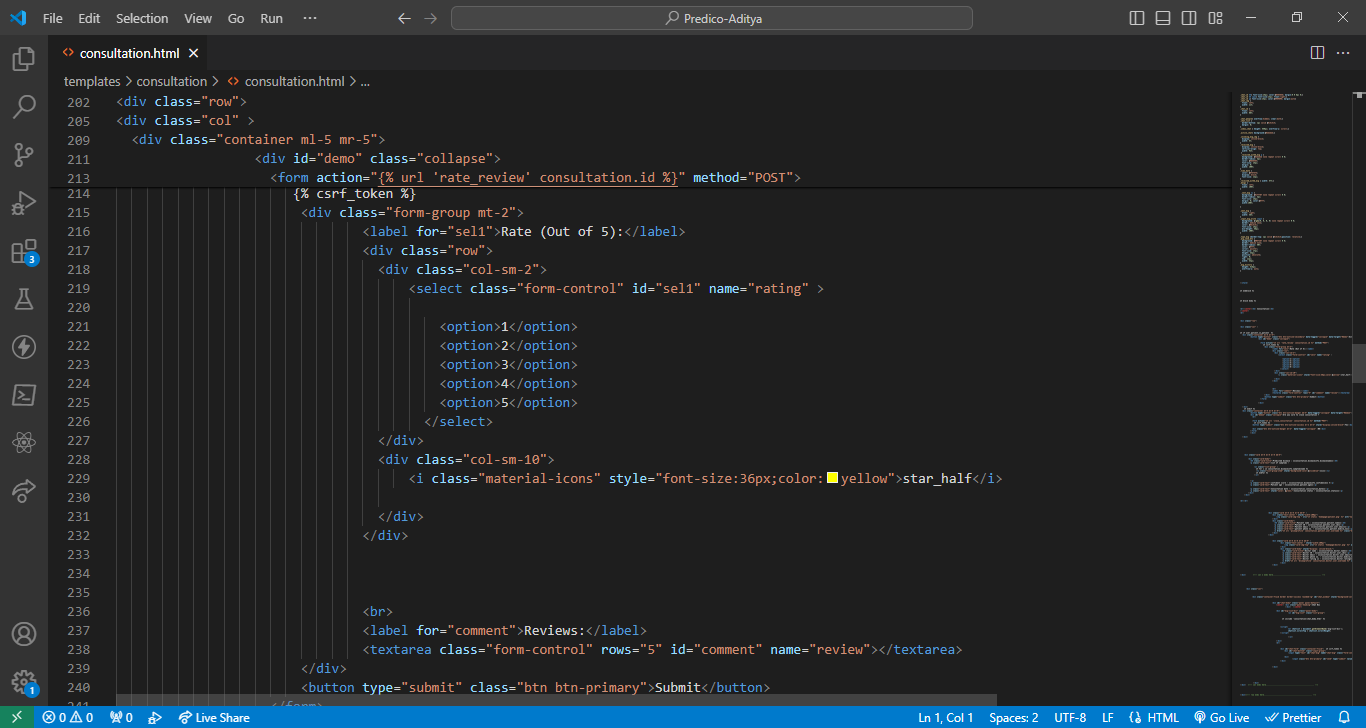 File Edit Selection View Go Run ··· Predico-Aditya
consultation.html
templates > consultation > consultation.html > ...
202 <div class="row">
205 <div class="col" >
209 <div class="container ml-5 mr-5">
211 <div id="demo" class="collapse">
213 <form action="{% url 'rate_review' consultation.id %}" method="POST">
214 {% csrf_token %}
215 <div class="form-group mt-2">
216 <label for="sel1">Rate (Out of 5):</label>
217 <div class="row">
218 <div class="col-sm-2">
219 <select class="form-control" id="sel1" name="rating" >
220
221 <option>1</option>
222 <option>2</option>
223 <option>3</option>
224 <option>4</option>
225 <option>5</option>
226 </select>
227 </div>
228 <div class="col-sm-10">
229 <i class="material-icons" style="font-size:36px;color:yellow">star_half</i>
230
231 </div>
232 </div>
233
234
235
236 <br>
237 <label for="comment">Reviews:</label>
238 <textarea class="form-control" rows="5" id="comment" name="review"></textarea>
239 </div>
240 <button type="submit" class="btn btn-primary">Submit</button>
241 </form>
3
1
0 0 0 Live Share Ln 1, Col 1 Spaces: 2 UTF-8 LF HTML Go Live Prettier